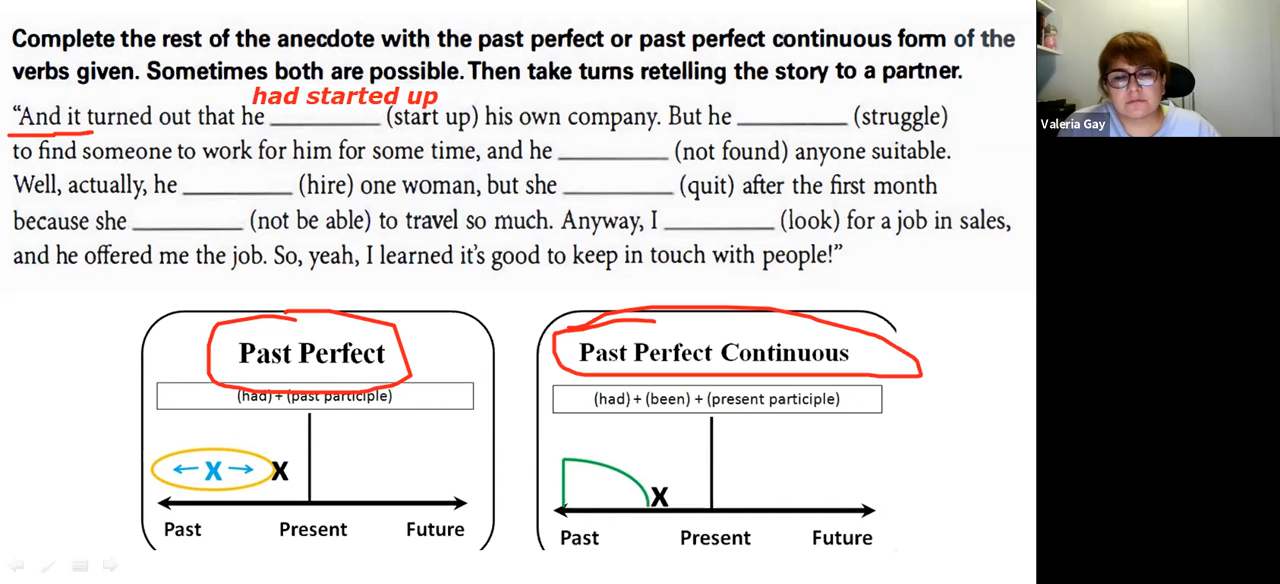 Complete the rest of the anecdote with the past perfect or past perfect continuous form of the
verbs given. Sometimes both are possible. Then take turns retelling the story to a partner.
had started up
“And it turned out that he __________ (start up) his own company. But he __________ (struggle)
to find someone to work for him for some time, and he __________ (not found) anyone suitable.
Well, actually, he __________ (hire) one woman, but she __________ (quit) after the first month
because she __________ (not be able) to travel so much. Anyway, I __________ (look) for a job in sales,
and he offered me the job. So, yeah, I learned it’s good to keep in touch with people!”
Valeria Gay
Past Perfect
(had) + (past participle)
X X
Past Present Future
Past Perfect Continuous
(had) + (been) + (present participle)
X
Past Present Future